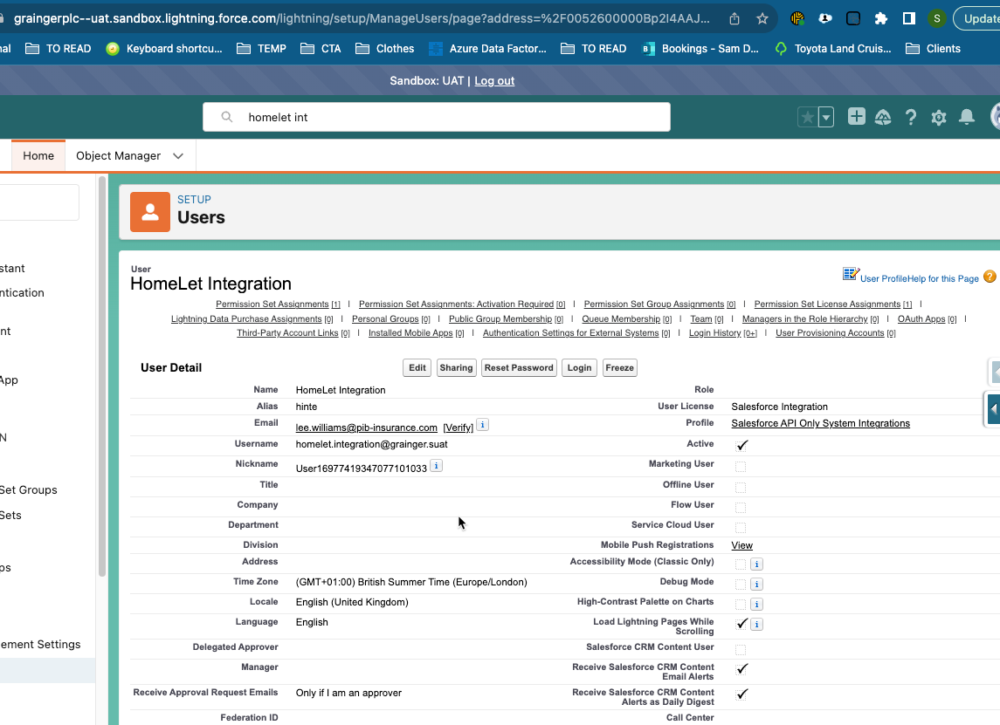 graingerplc--uat.sandbox.lightning.force.com/lightning/setup/ManageUsers/page?address=%2F0052600000Bp2I4AAJ... S Update
nal TO READ Keyboard shortcu... TEMP CTA Clothes Azure Data Factor... TO READ Bookings - Sam D... Toyota Land Cruis... Clients
Sandbox: UAT | Log out
homelet int
Home Object Manager
SETUP
Users
stant
ntication
nt
App
N
Set Groups
Sets
ps
ement Settings
User
HomeLet Integration
User Profile Help for this Page ?
Permission Set Assignments [1] | Permission Set Assignments: Activation Required [0] | Permission Set Group Assignments [0] | Permission Set License Assignments [1] |
Lightning Data Purchase Assignments [0] | Personal Groups [0] | Public Group Membership [0] | Queue Membership [0] | Team [0] | Managers in the Role Hierarchy [0] | OAuth Apps [0] |
Third-Party Account Links [0] | Installed Mobile Apps [0] | Authentication Settings for External Systems [0] | Login History [0+] | User Provisioning Accounts [0]
User Detail Edit Sharing Reset Password Login Freeze
Name HomeLet Integration Role
Alias hinte User License Salesforce Integration
Email lee.williams@pib-insurance.com [Verify] i Profile Salesforce API Only System Integrations
Username homelet.integration@grainger.suat Active
Nickname User16977419347077101033 i Marketing User
Title Offline User
Company Flow User
Department Service Cloud User
Division Mobile Push Registrations View
Address Accessibility Mode (Classic Only) i
Time Zone (GMT+01:00) British Summer Time (Europe/London) Debug Mode i
Locale English (United Kingdom) High-Contrast Palette on Charts i
Language English Load Lightning Pages While Scrolling i
Delegated Approver Salesforce CRM Content User
Manager Receive Salesforce CRM Content Email Alerts
Receive Approval Request Emails Only if I am an approver Receive Salesforce CRM Content Alerts as Daily Digest
Federation ID Call Center